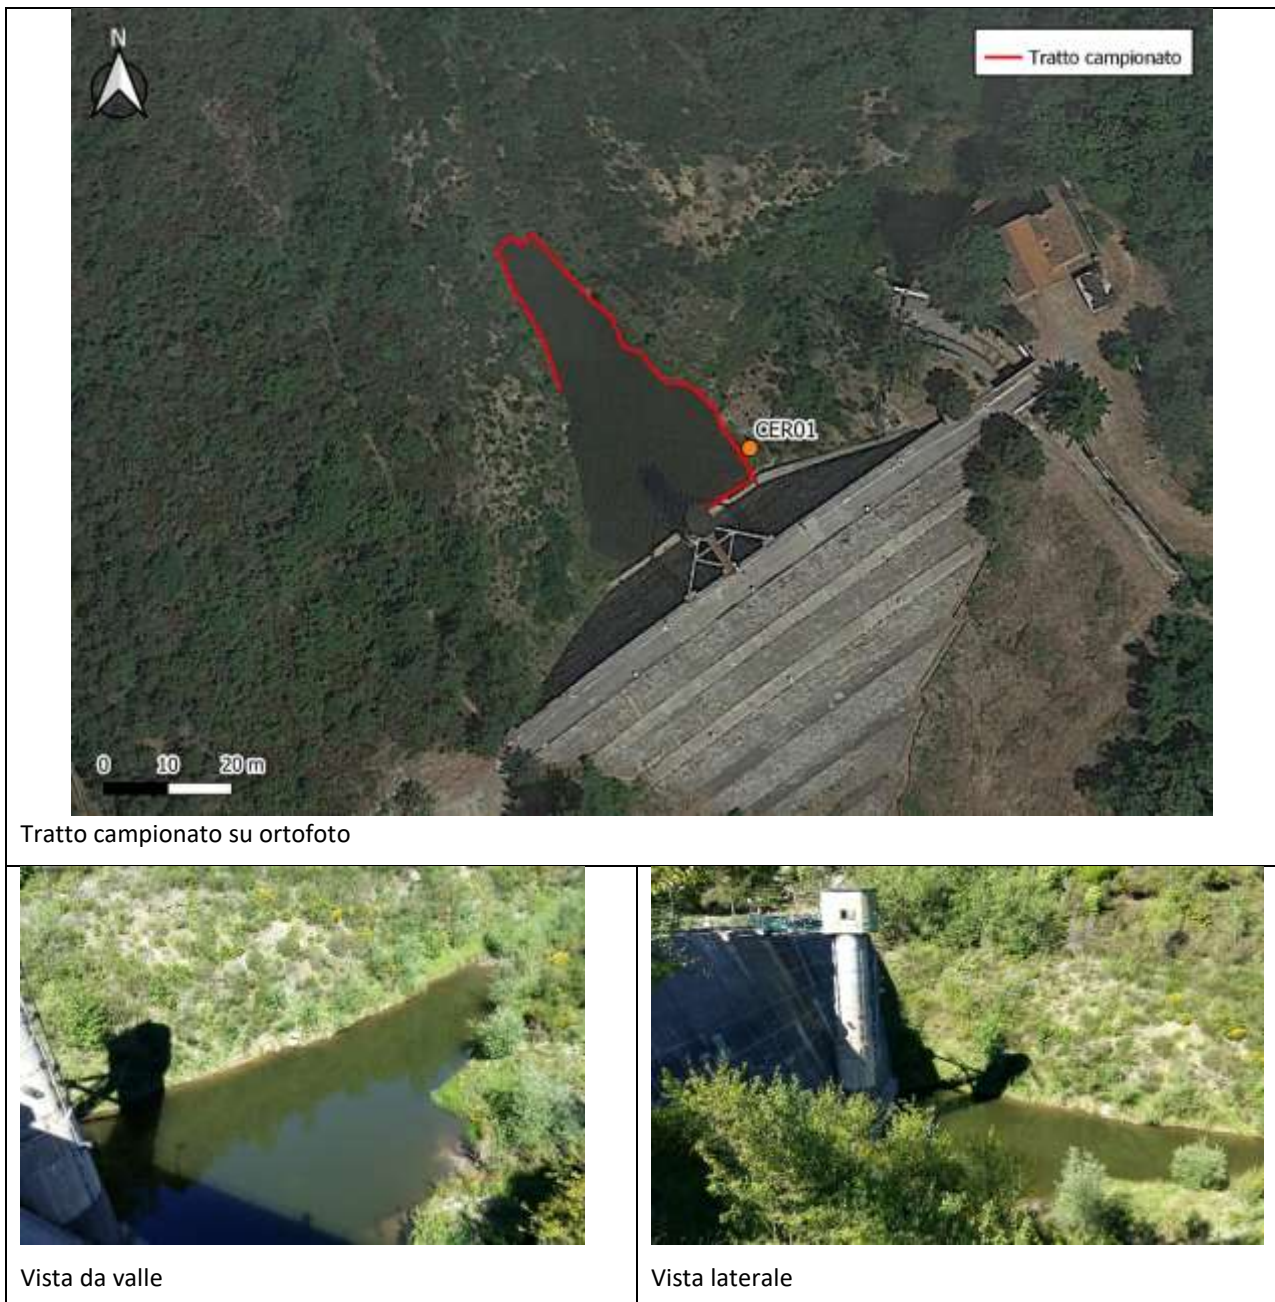 N
Tratto campionato
CER01
0 10 20 m
Tratto campionato su ortofoto
Vista da valle
Vista laterale